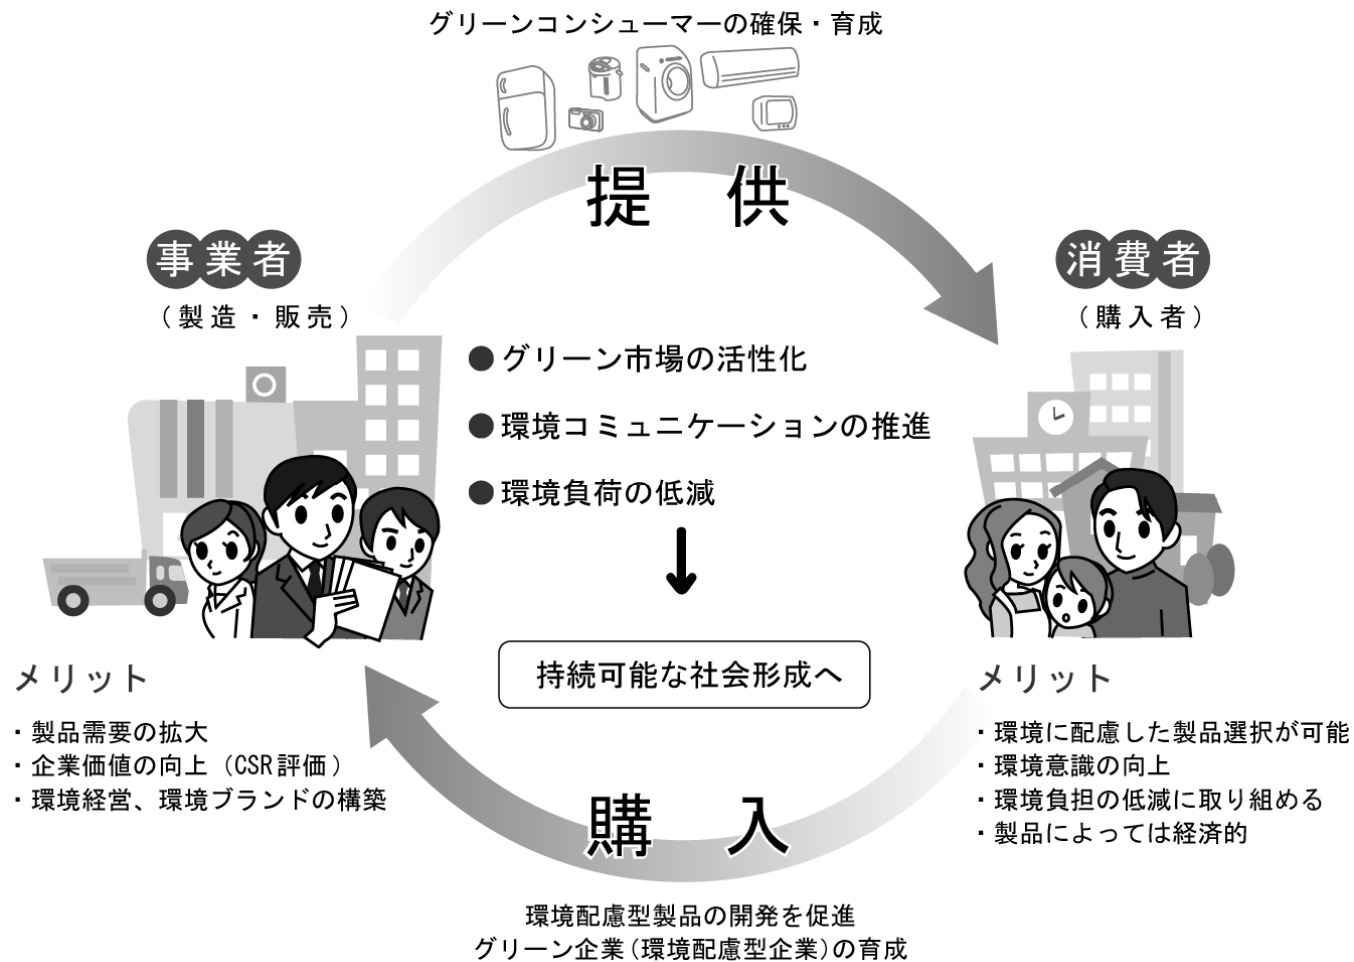 グリーンコンシューマーの確保・育成
提 供
事業者
（製造・販売）
消費者
（購入者）
●グリーン市場の活性化
●環境コミュニケーションの推進
●環境負荷の低減
持続可能な社会形成へ
メリット
・製品需要の拡大
・企業価値の向上（CSR評価）
・環境経営、環境ブランドの構築
メリット
・環境に配慮した製品選択が可能
・環境意識の向上
・環境負担の低減に取り組める
・製品によっては経済的
購 入
環境配慮型製品の開発を促進
グリーン企業（環境配慮型企業）の育成